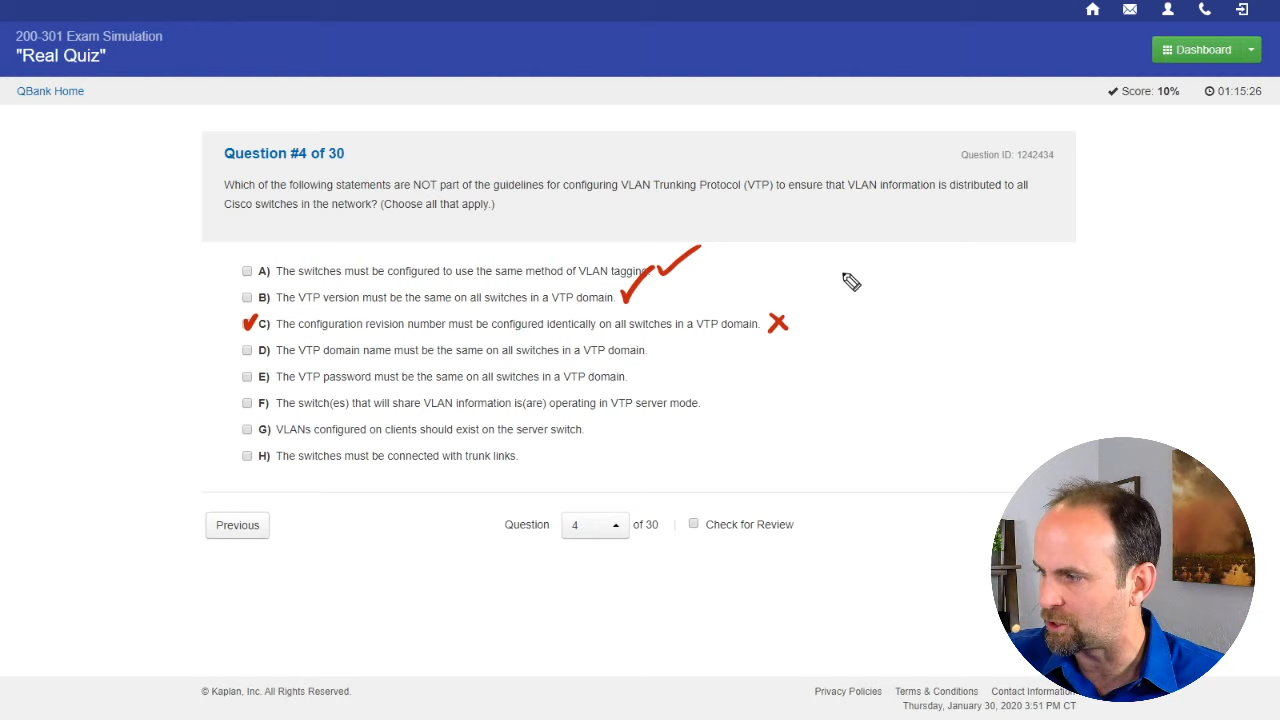 200-301 Exam Simulation
"Real Quiz"
Dashboard
QBank Home
Score: 10%
01:15:26
Question #4 of 30
Question ID: 1242434
Which of the following statements are NOT part of the guidelines for configuring VLAN Trunking Protocol (VTP) to ensure that VLAN information is distributed to all
Cisco switches in the network? (Choose all that apply.)
A) The switches must be configured to use the same method of VLAN tagging.
B) The VTP version must be the same on all switches in a VTP domain.
C) The configuration revision number must be configured identically on all switches in a VTP domain.
D) The VTP domain name must be the same on all switches in a VTP domain.
E) The VTP password must be the same on all switches in a VTP domain.
F) The switch(es) that will share VLAN information is(are) operating in VTP server mode.
G) VLANs configured on clients should exist on the server switch.
H) The switches must be connected with trunk links.
Previous
Question 4 of 30
Check for Review
© Kaplan, Inc. All Rights Reserved.
Privacy Policies Terms & Conditions Contact Information
Thursday, January 30, 2020 3:51 PM CT